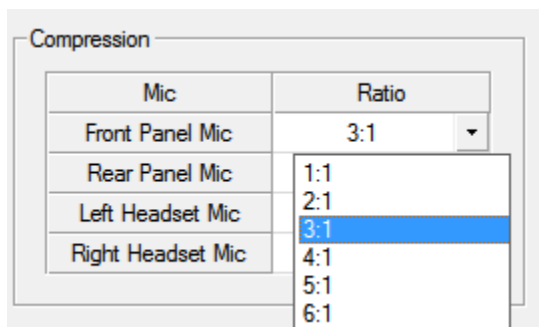 Compression
Mic Ratio
Front Panel Mic 3:1
Rear Panel Mic 1:1
2:1
Left Headset Mic 3:1
Right Headset Mic 4:1
5:1
6:1